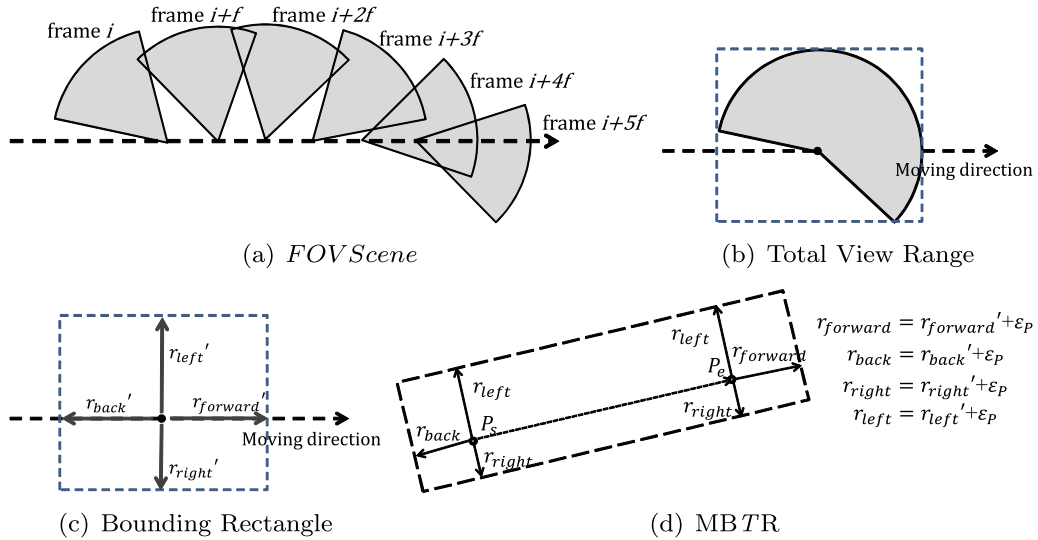 frame i
frame i+f
frame i+2f
frame i+3f
frame i+4f
frame i+5f
(a) FOVScene
Moving direction
(b) Total View Range
r_left′
r_back′
r_forward′
Moving direction
r_right′
(c) Bounding Rectangle
r_left
r_forward
P_e
r_left
r_right
P_s
r_back
r_right
r_forward = r_forward′+ε_P
r_back = r_back′+ε_P
r_right = r_right′+ε_P
r_left = r_left′+ε_P
(d) MBTR